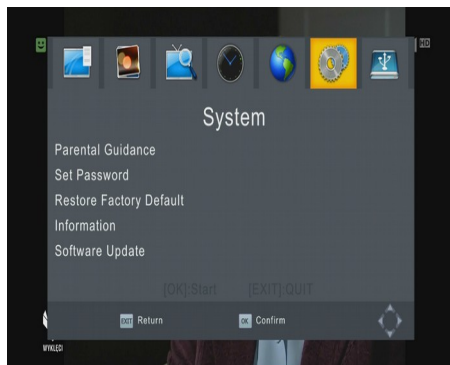 HD
System
Parental Guidance
Set Password
Restore Factory Default
Information
Software Update
[OK]:Start [EXIT]:QUIT
EXIT Return OK Confirm
WYKLĘCI